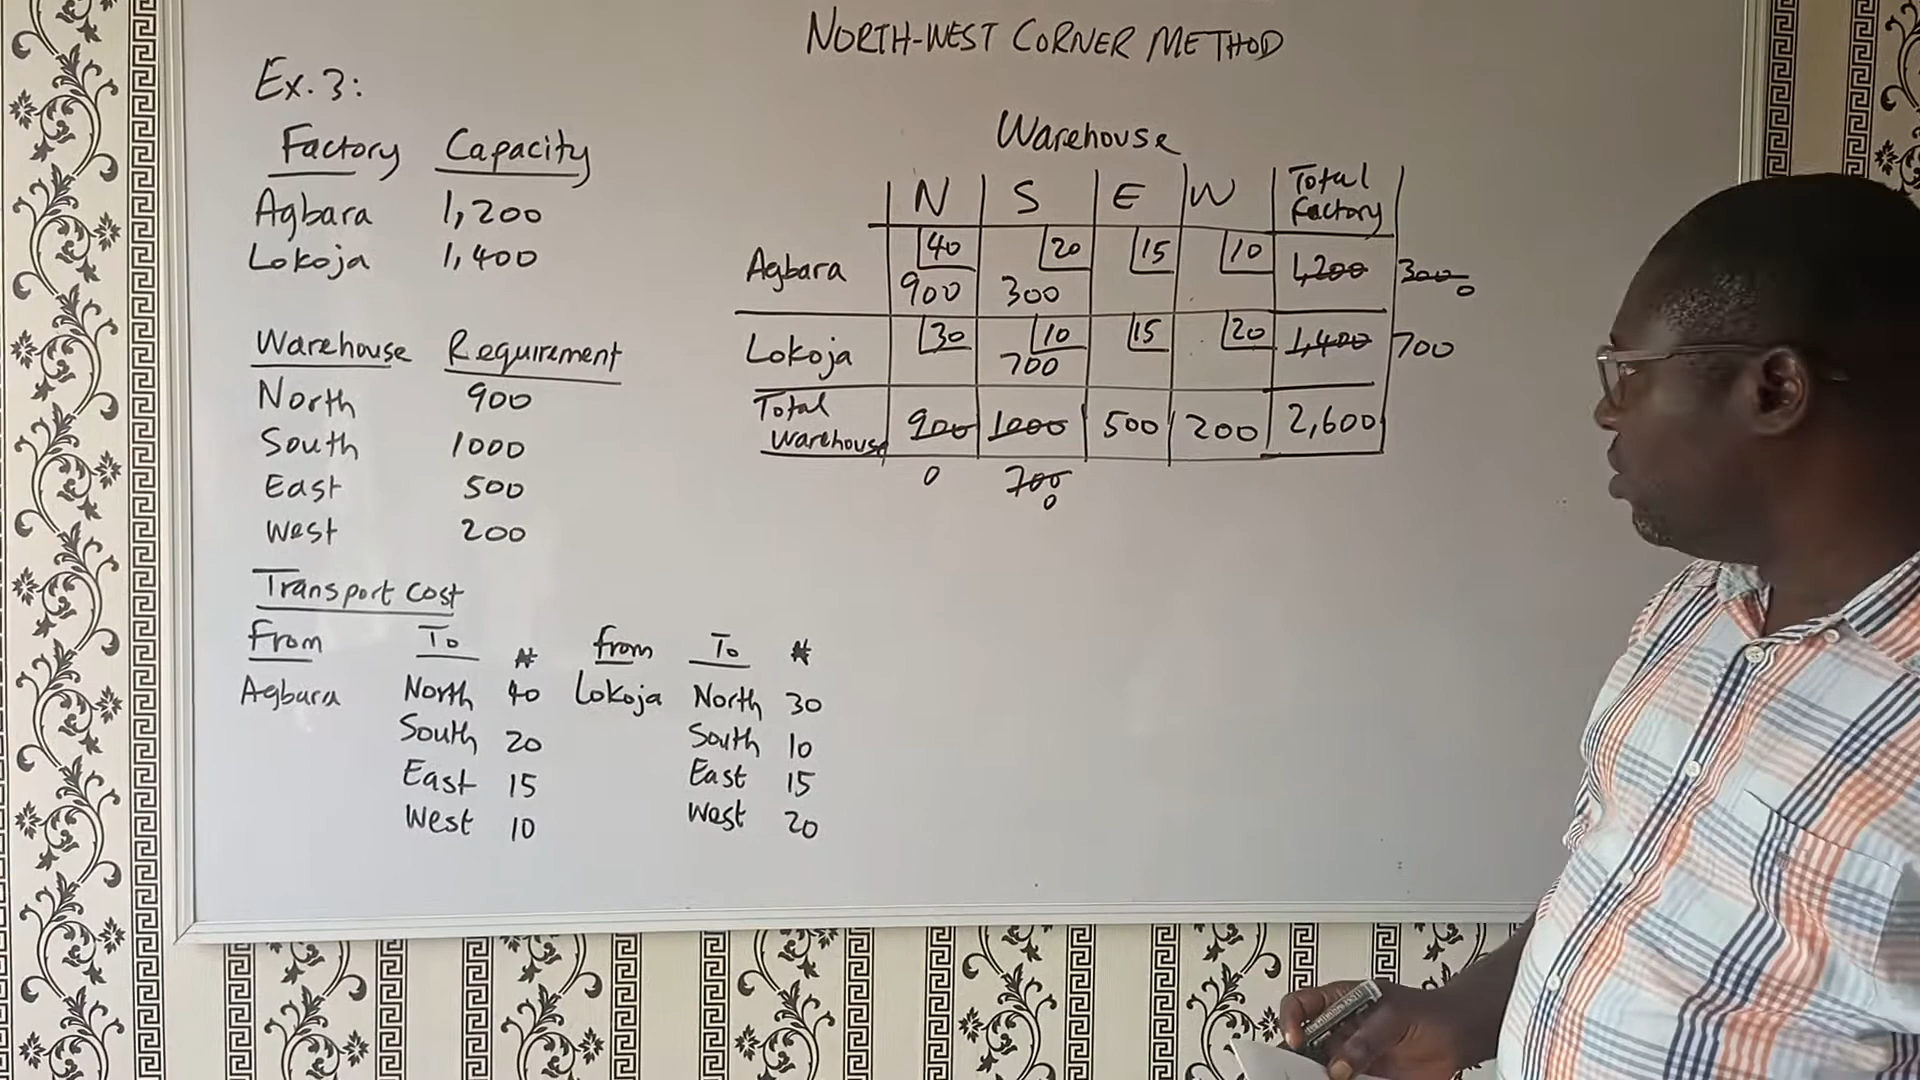 NORTH-WEST CORNER METHOD
Ex. 3:
Factory Capacity
Agbara 1,200
Lokoja 1,400
Warehouse Requirement
North 900
South 1000
East 500
West 200
Transport Cost
From To ₦ from To ₦
Agbara North 40 Lokoja North 30
South 20 South 10
East 15 East 15
West 10 West 20
Warehouse
N S E W Total factory
Agbara 40 20 15 10 1,200 300 0
900 300
Lokoja 30 10 15 20 1,400 700
700
Total Warehouse 900 1000 500 200 2,600
0 700
0